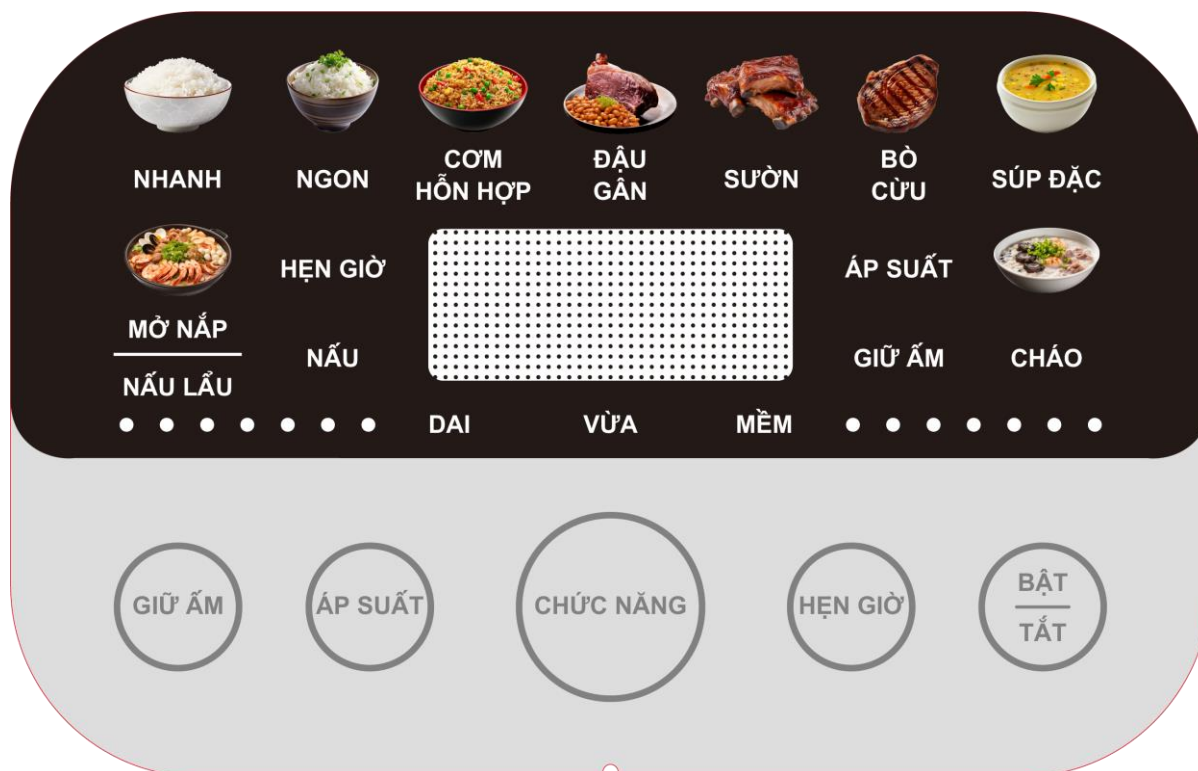 NHANH
NGON
CƠM
HỖN HỢP
ĐẬU
GÂN
SƯỜN
BÒ
CỪU
SÚP ĐẶC
HẸN GIỜ
ÁP SUẤT
MỞ NẮP
NẤU LẨU
NẤU
GIỮ ẤM
CHÁO
DAI
VỪA
MỀM
GIỮ ẤM
ÁP SUẤT
CHỨC NĂNG
HẸN GIỜ
BẬT
TẮT